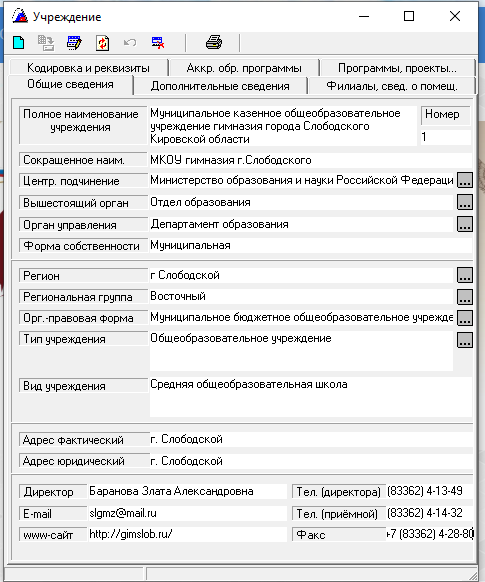 Учреждение
Кодировка и реквизиты Аккр. обр. программы Программы, проекты...
Общие сведения Дополнительные сведения Филиалы, свед. о помещ.
Полное наименование учреждения
Муниципальное казенное общеобразовательное
учреждение гимназия города Слободского
Кировской области
Номер
1
Сокращенное наим. МКОУ гимназия г.Слободского
Центр. подчинение Министерство образования и науки Российской Федераци ...
Вышестоящий орган Отдел образования ...
Орган управления Департамент образования ...
Форма собственности Муниципальная
Регион г Слободской ...
Региональная группа Восточный ...
Орг.-правовая форма Муниципальное бюджетное общеобразовательное учрежде ...
Тип учреждения Общеобразовательное учреждение ...
Вид учреждения Средняя общеобразовательная школа
Адрес фактический г. Слободской
Адрес юридический г. Слободской
Директор Баранова Злата Александровна Тел. (директора) (83362) 4-13-49
E-mail slgmz@mail.ru Тел. (приёмной) (83362) 4-14-32
www-сайт http://gimslob.ru/ Факс +7 (83362) 4-28-80